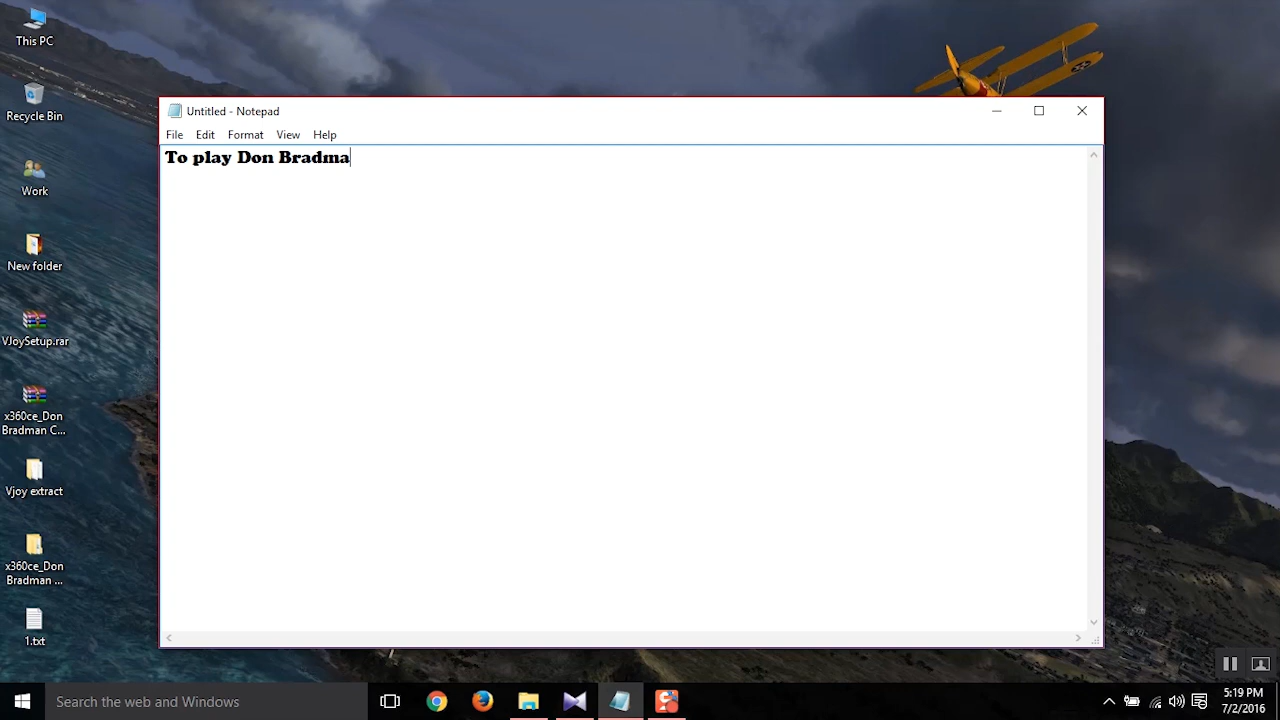 This PC
Recycle Bin
Work
New folder
VJoySetup.rar
x360ce_Don
Bradman C...
Vjoy extract
x360ce_Don
Bradman ...
1.txt
Untitled - Notepad
File Edit Format View Help
To play Don Bradma
Search the web and Windows
5:19 PM
7/2/2016